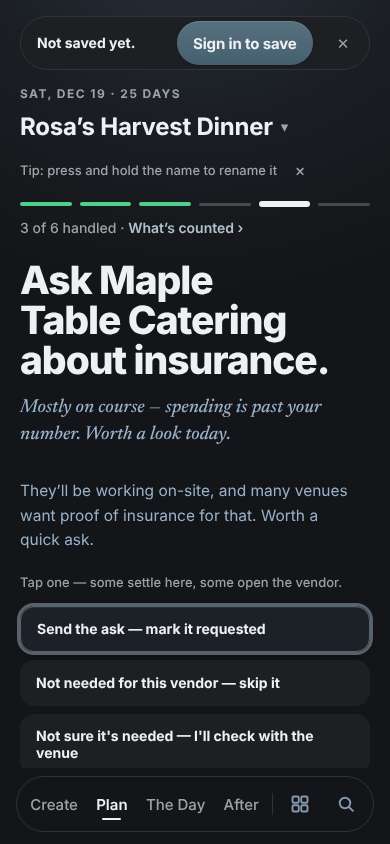 Not saved yet.
Sign in to save
×
SAT, DEC 19 · 25 DAYS
Rosa’s Harvest Dinner ▾
Tip: press and hold the name to rename it ×
3 of 6 handled · What’s counted ›
Ask Maple
Table Catering
about insurance.
Mostly on course — spending is past your
number. Worth a look today.
They’ll be working on-site, and many venues
want proof of insurance for that. Worth a
quick ask.
Tap one — some settle here, some open the vendor.
Send the ask — mark it requested
Not needed for this vendor — skip it
Not sure it's needed — I'll check with the
venue
Create Plan The Day After